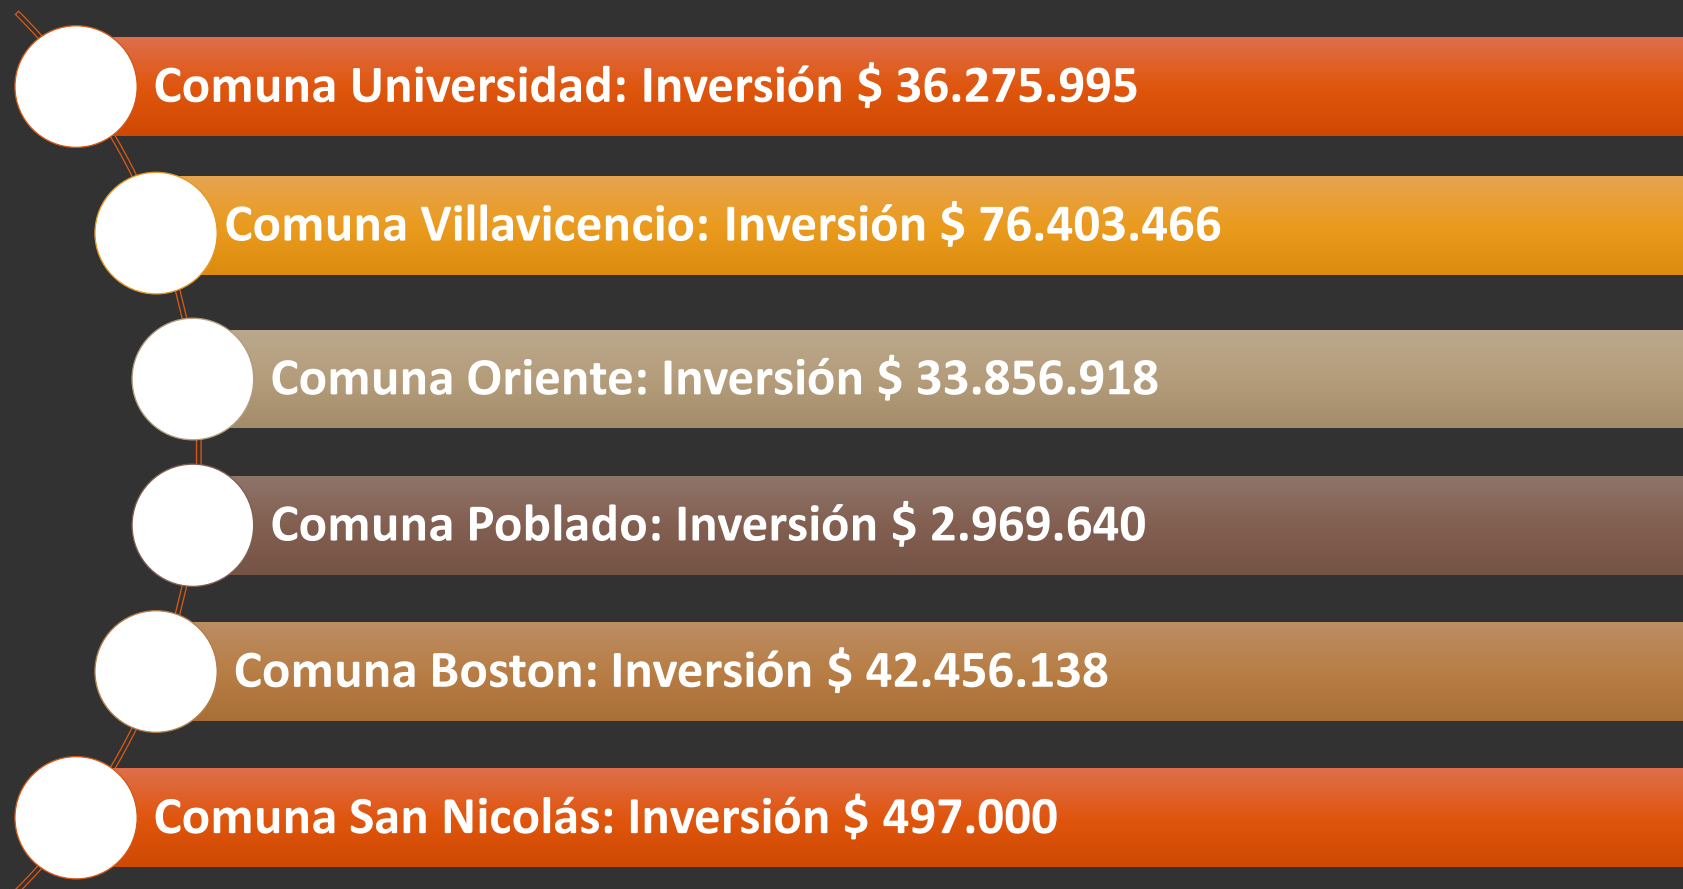 Comuna Universidad: Inversión $ 36.275.995
Comuna Villavicencio: Inversión $ 76.403.466
Comuna Oriente: Inversión $ 33.856.918
Comuna Poblado: Inversión $ 2.969.640
Comuna Boston: Inversión $ 42.456.138
Comuna San Nicolás: Inversión $ 497.000